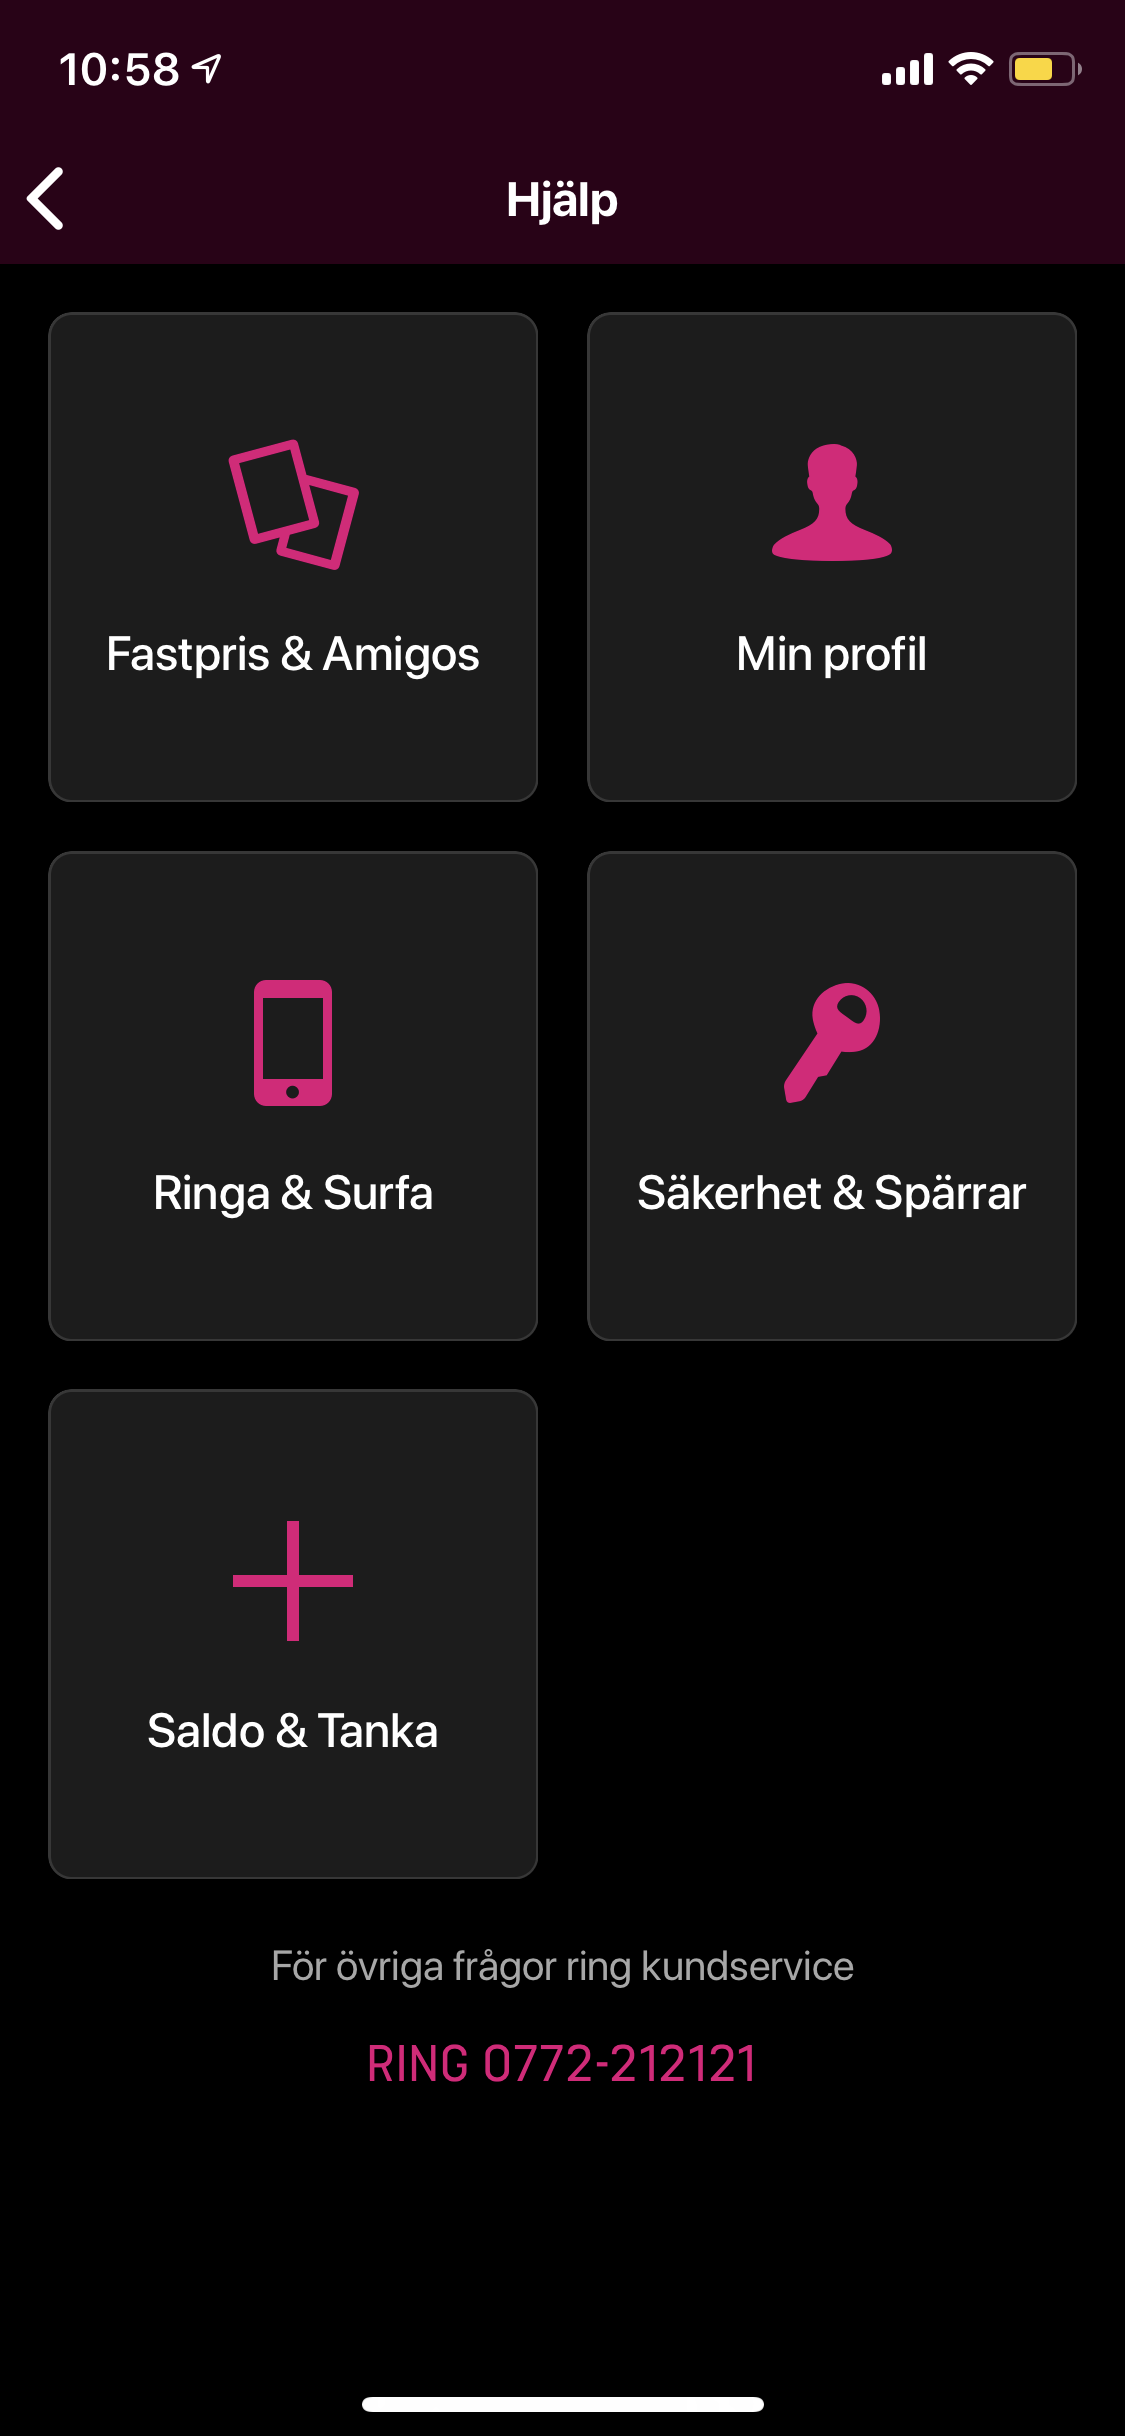 10:58
Hjälp
Fastpris & Amigos
Min profil
Ringa & Surfa
Säkerhet & Spärrar
Saldo & Tanka
För övriga frågor ring kundservice
RING 0772-212121